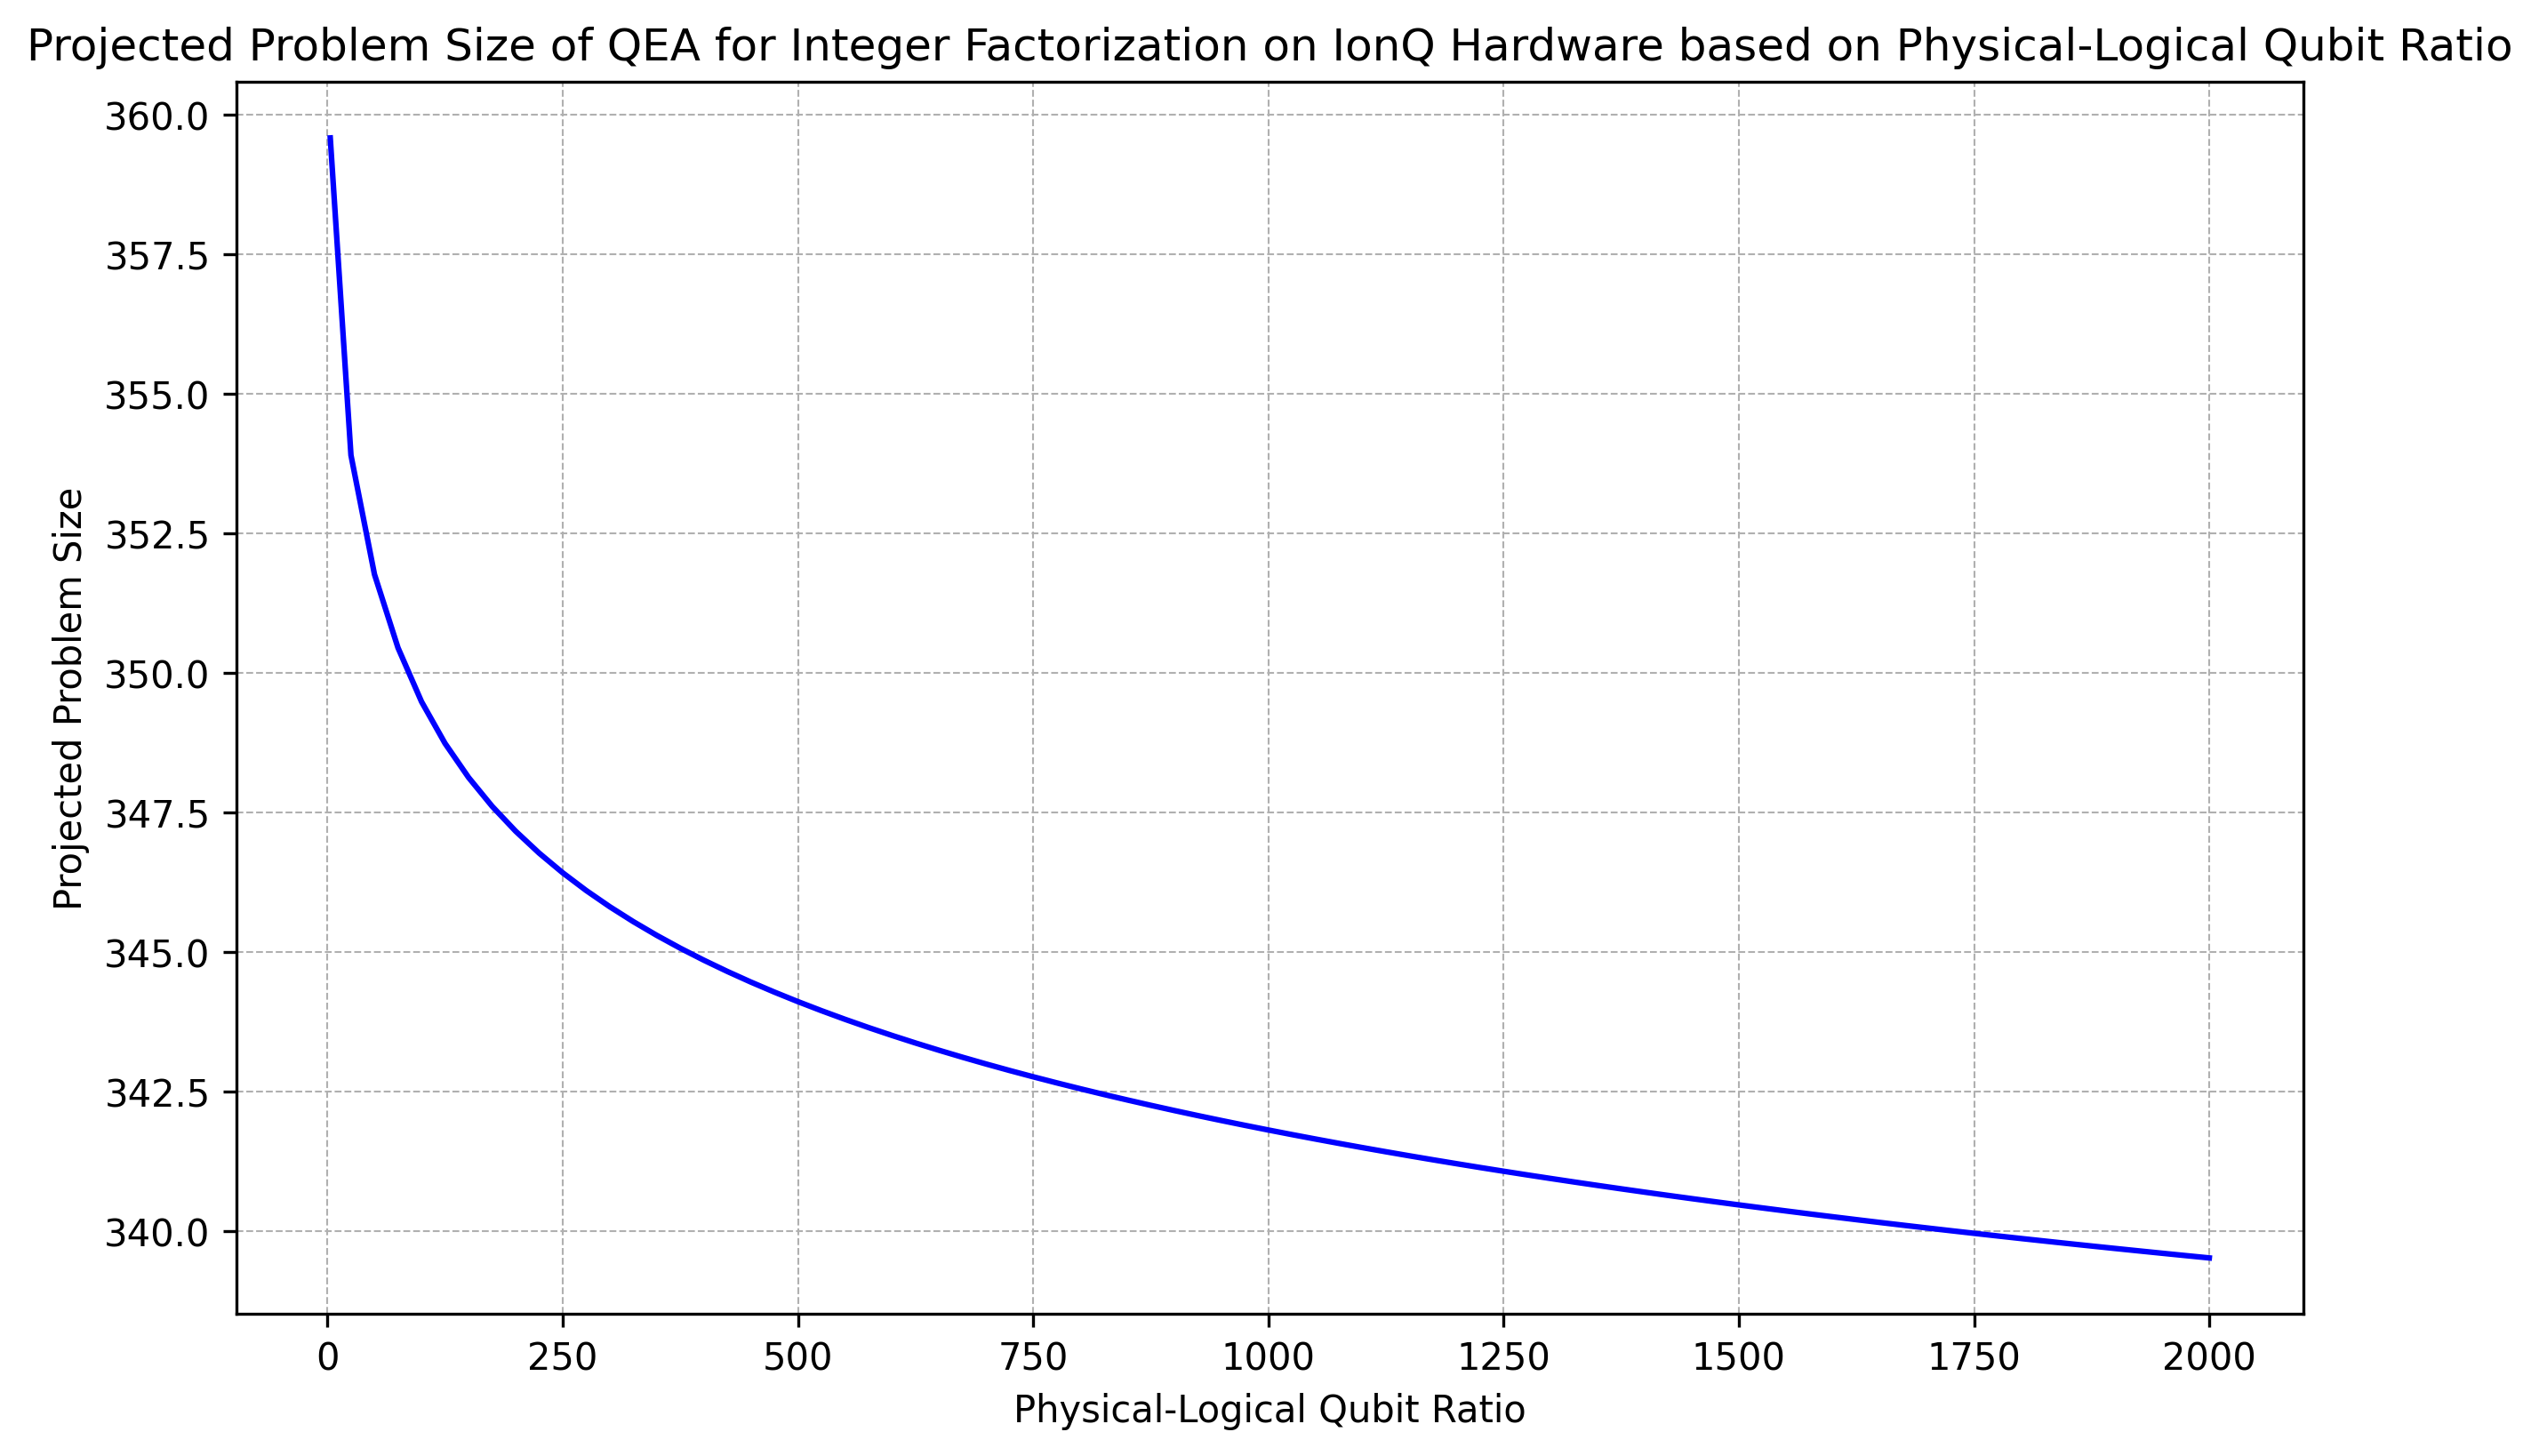 Projected Problem Size of QEA for Integer Factorization on IonQ Hardware based on Physical-Logical Qubit Ratio
360.0
357.5
355.0
352.5
350.0
347.5
345.0
342.5
340.0
Projected Problem Size
0 250 500 750 1000 1250 1500 1750 2000
Physical-Logical Qubit Ratio